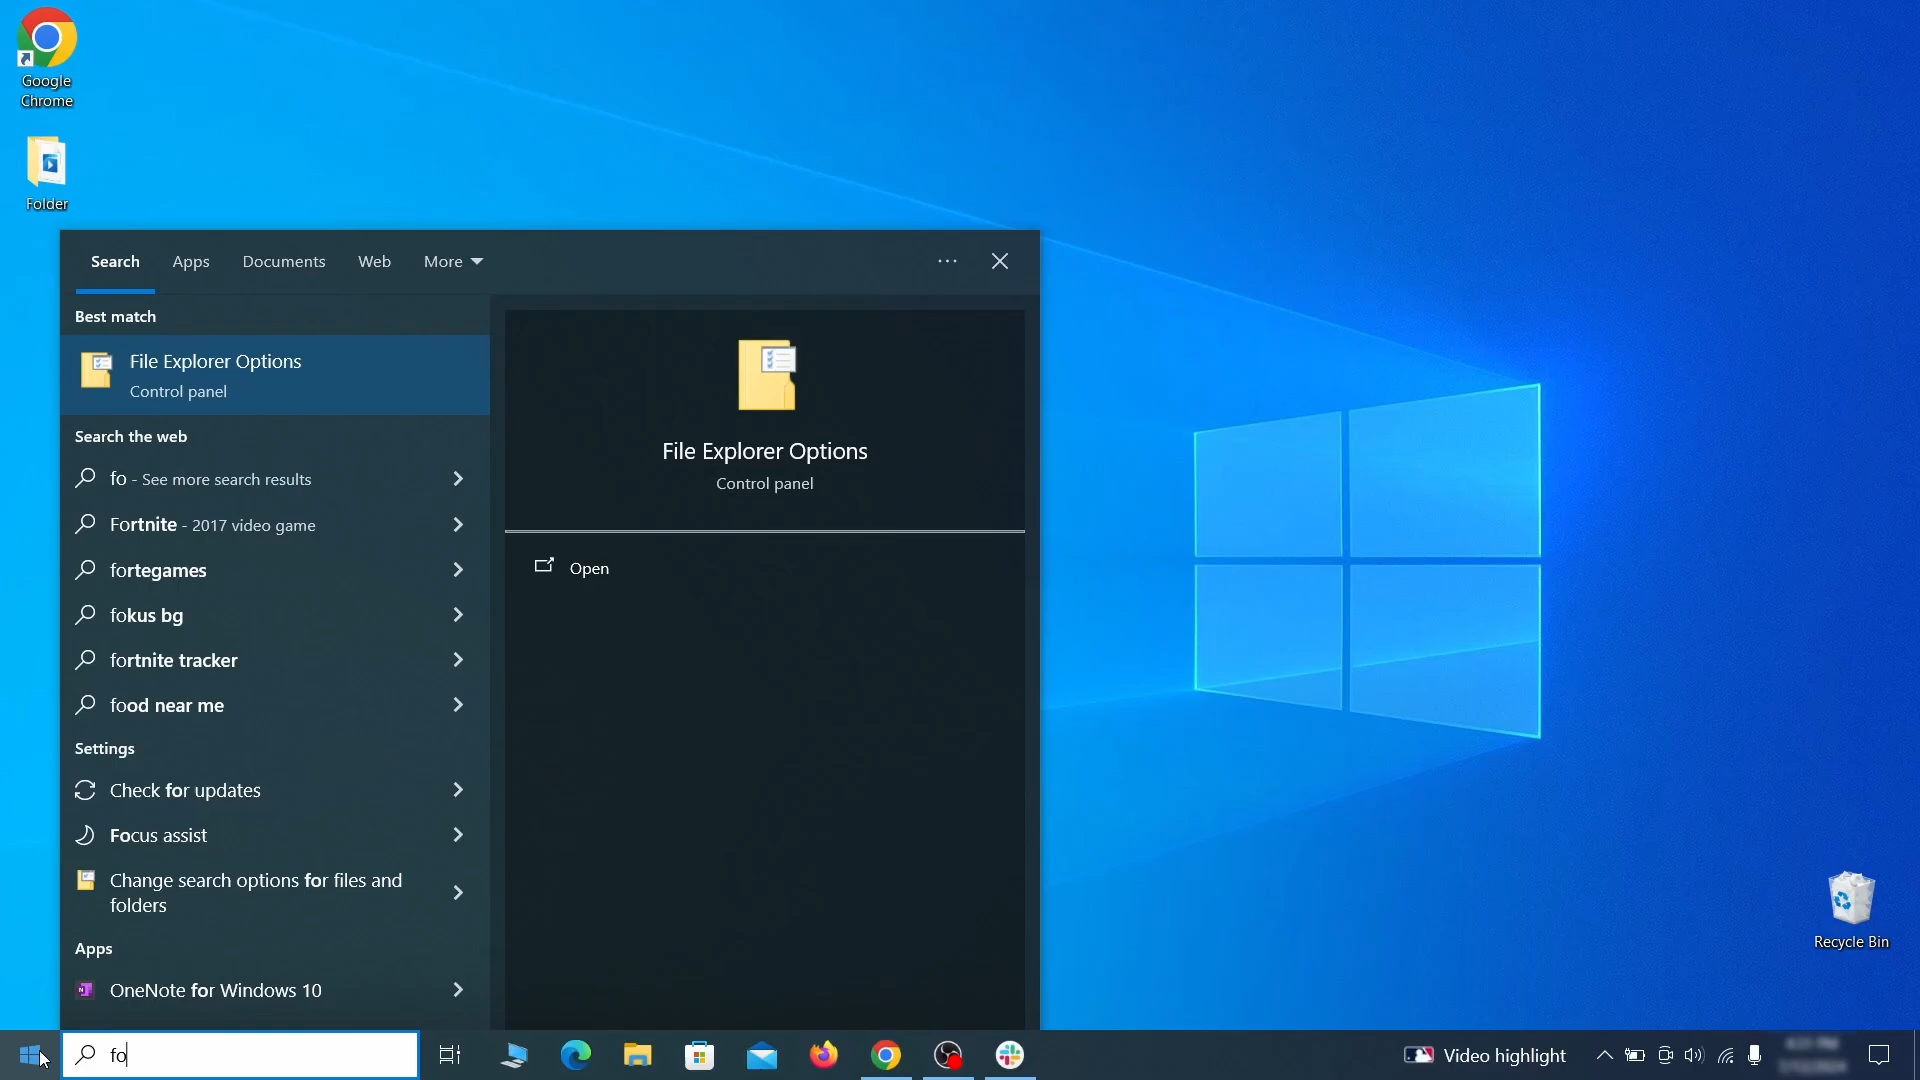 Google
Chrome
Folder
Search
Apps
Documents
Web
More
Best match
File Explorer Options
Control panel
Search the web
fo - See more search results
Fortnite - 2017 video game
fortegames
fokus bg
fortnite tracker
food near me
Settings
Check for updates
Focus assist
Change search options for files and
folders
Apps
OneNote for Windows 10
File Explorer Options
Control panel
Open
Recycle Bin
fo
Video highlight